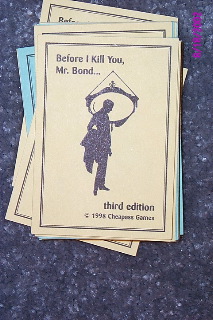 Before I Kill You,
Mr. Bond...
third edition
© 1998 Cheapass Games